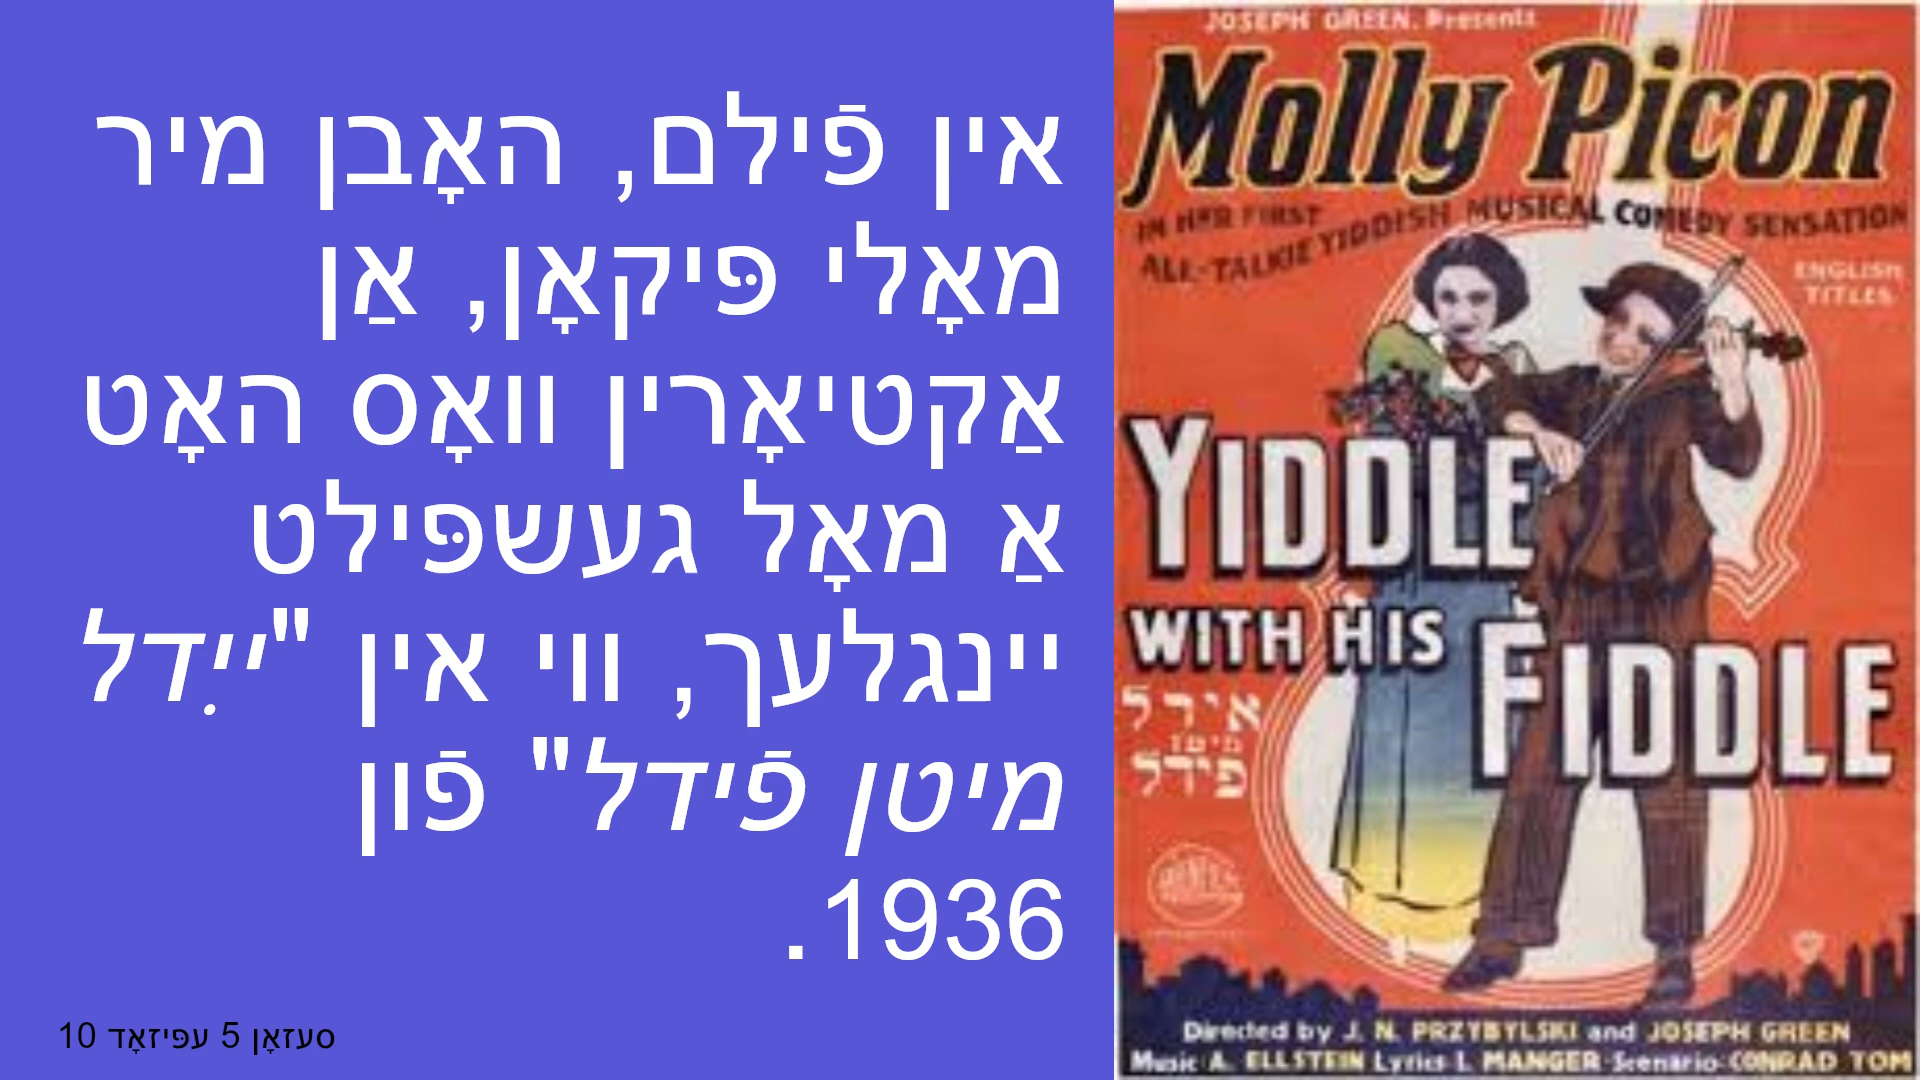 אין פֿילם, האָבן מיר
מאָלי פּיקאָן, אַן
אַקטיאָרין וואָס האָט
אַ מאָל געשפּילט
יינגלעך, ווי אין "ייִדל
מיטן פֿידל" פֿון
1936.
סעזאָן 5 עפּיזאָד 10
JOSEPH GREEN. Presents
Molly Picon
IN HER FIRST
ALL-TALKIE YIDDISH MUSICAL COMEDY SENSATION
ENGLISH
TITLES
YIDDLE
WITH HIS
FIDDLE
אידל
מיטן
פידל
Directed by J. N. PRZYBYLSKI and JOSEPH GREEN
Music A. ELLSTEIN Lyrics I. MANGER Scenario CONRAD TOM